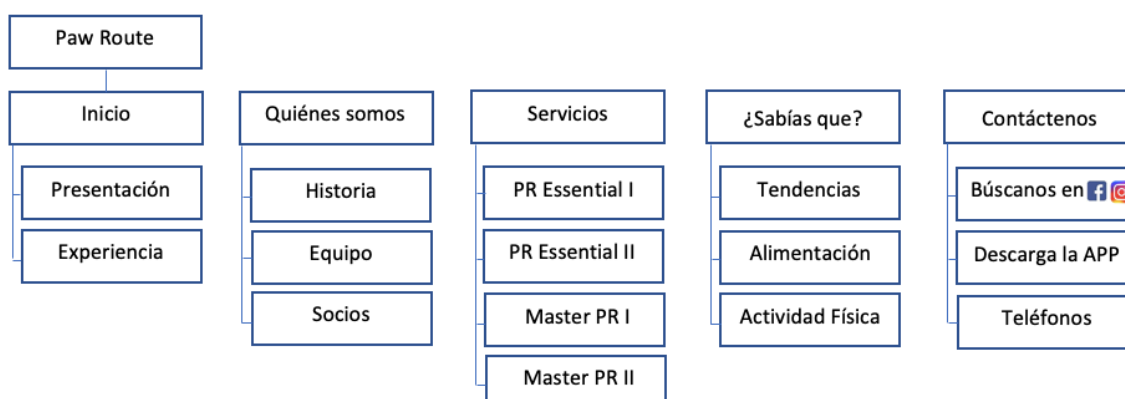 Paw Route
Inicio
Presentación
Experiencia
Quiénes somos
Historia
Equipo
Socios
Servicios
PR Essential I
PR Essential II
Master PR I
Master PR II
¿Sabías que?
Tendencias
Alimentación
Actividad Física
Contáctenos
Búscanos en
Descarga la APP
Teléfonos